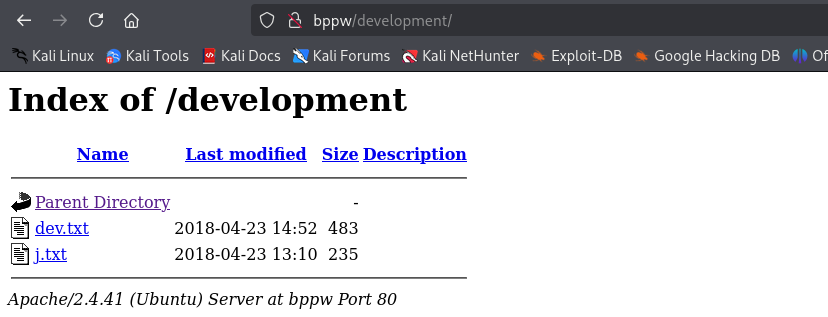 bppw/development/
Kali Linux Kali Tools Kali Docs Kali Forums Kali NetHunter Exploit-DB Google Hacking DB Of
Index of /development
Name Last modified Size Description
Parent Directory -
dev.txt 2018-04-23 14:52 483
j.txt 2018-04-23 13:10 235
Apache/2.4.41 (Ubuntu) Server at bppw Port 80